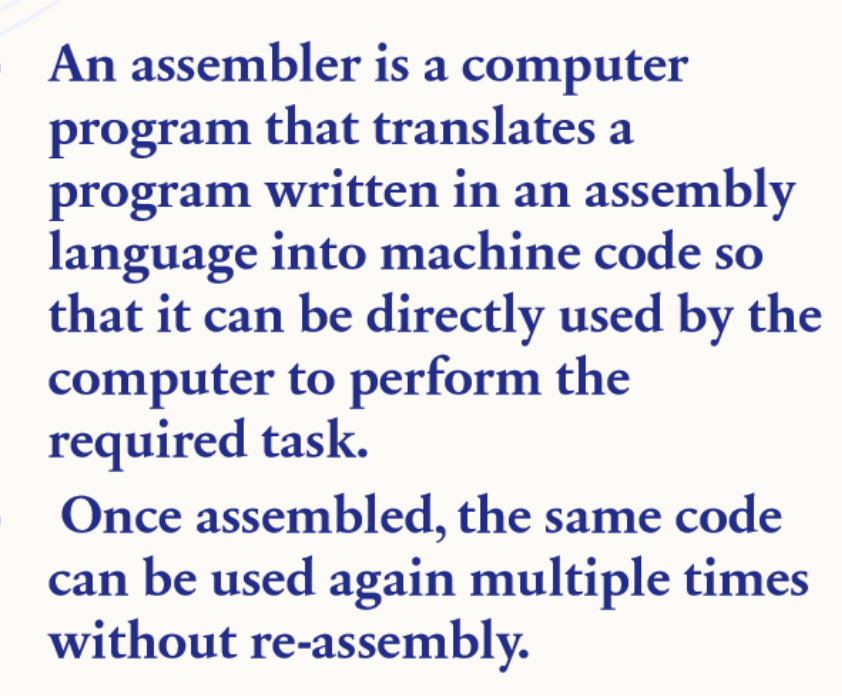 An assembler is a computer
program that translates a
program written in an assembly
language into machine code so
that it can be directly used by the
computer to perform the
required task.
Once assembled, the same code
can be used again multiple times
without re-assembly.